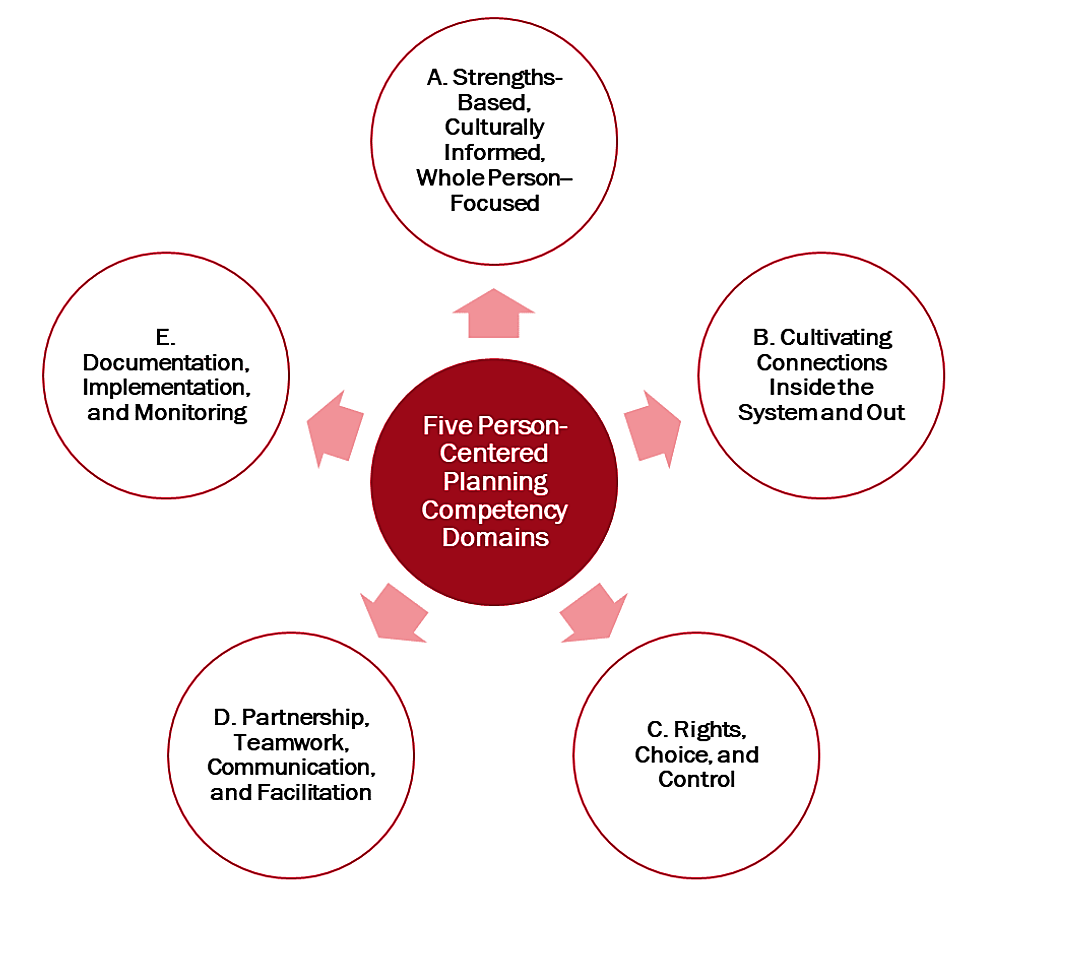 A. Strengths-
Based,
Culturally
Informed,
Whole Person–
Focused
E.
Documentation,
Implementation,
and Monitoring
B. Cultivating
Connections
Inside the
System and Out
Five Person-
Centered
Planning
Competency
Domains
D. Partnership,
Teamwork,
Communication,
and Facilitation
C. Rights,
Choice, and
Control